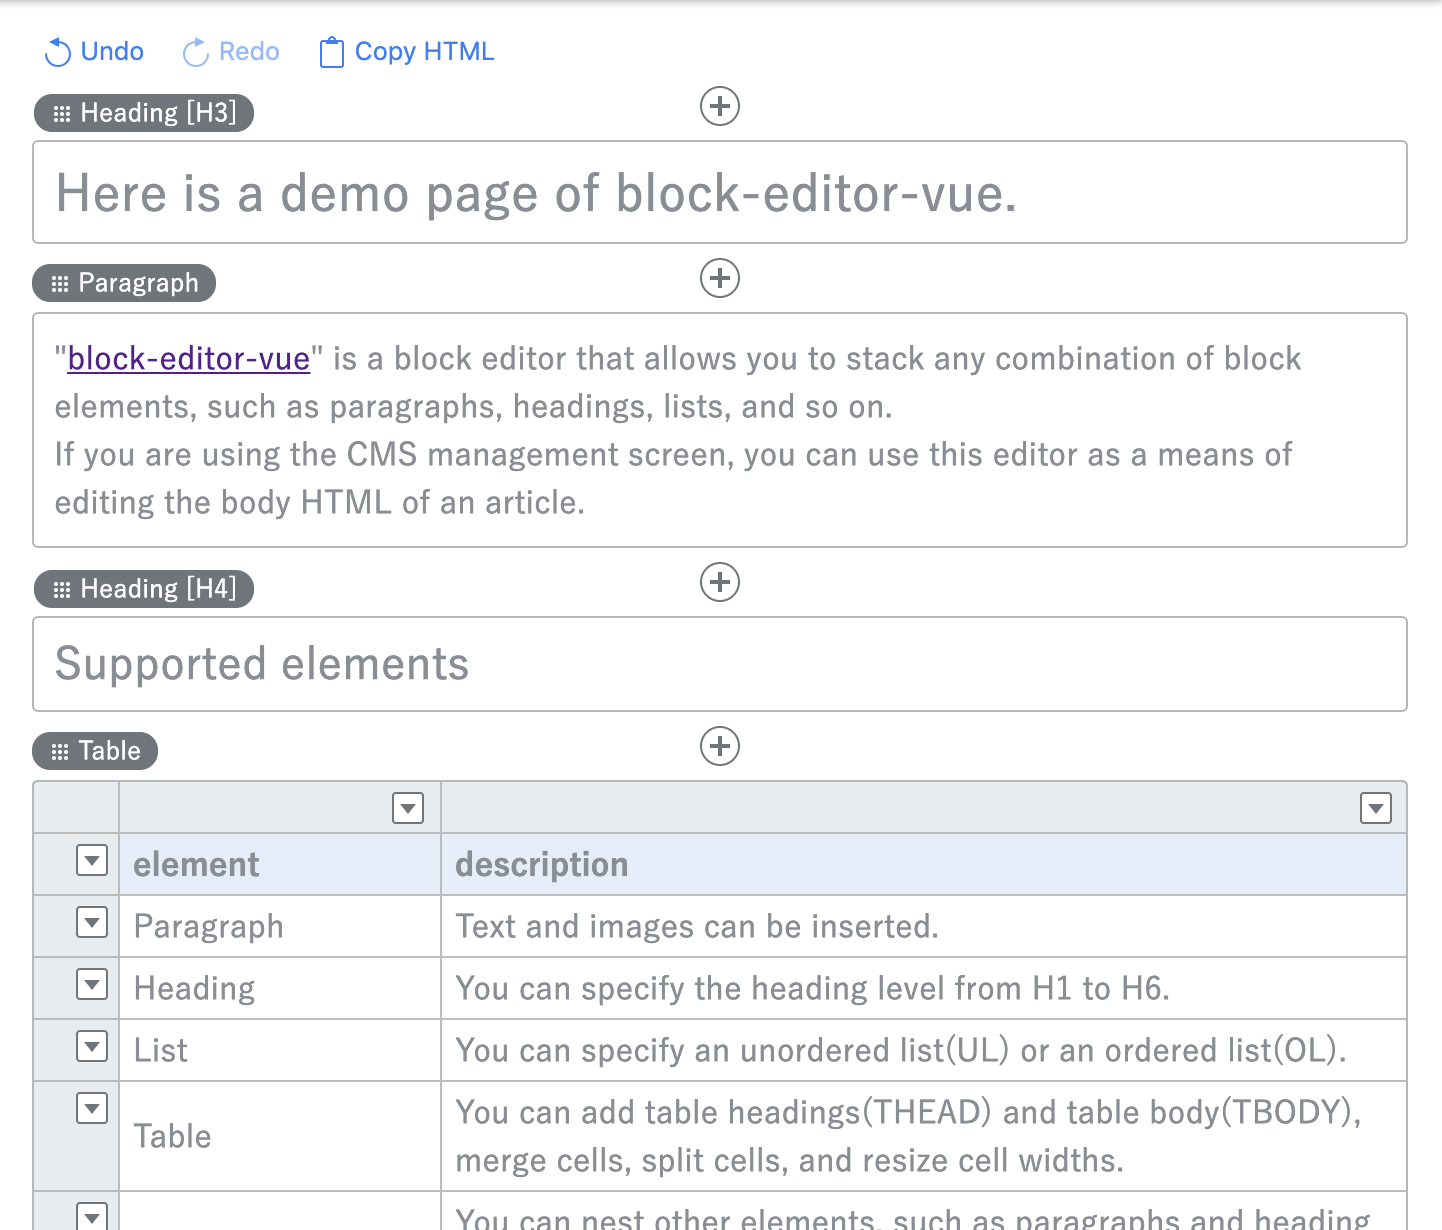 Undo Redo Copy HTML
Heading [H3]
Here is a demo page of block-editor-vue.
Paragraph
"block-editor-vue" is a block editor that allows you to stack any combination of block
elements, such as paragraphs, headings, lists, and so on.
If you are using the CMS management screen, you can use this editor as a means of
editing the body HTML of an article.
Heading [H4]
Supported elements
Table
element description
Paragraph Text and images can be inserted.
Heading You can specify the heading level from H1 to H6.
List You can specify an unordered list(UL) or an ordered list(OL).
Table You can add table headings(THEAD) and table body(TBODY),
merge cells, split cells, and resize cell widths.
You can nest other elements, such as paragraphs and heading